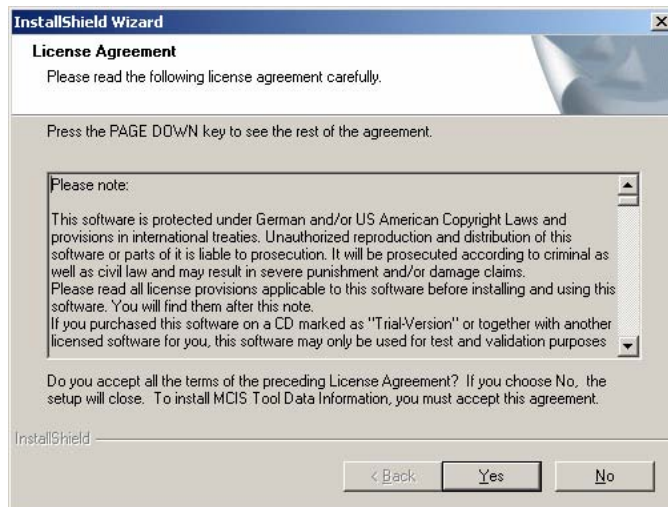 InstallShield Wizard
License Agreement
Please read the following license agreement carefully.
Press the PAGE DOWN key to see the rest of the agreement.
Please note:
This software is protected under German and/or US American Copyright Laws and
provisions in international treaties. Unauthorized reproduction and distribution of this
software or parts of it is liable to prosecution. It will be prosecuted according to criminal as
well as civil law and may result in severe punishment and/or damage claims.
Please read all license provisions applicable to this software before installing and using this
software. You will find them after this note.
If you purchased this software on a CD marked as "Trial-Version" or together with another
licensed software for you, this software may only be used for test and validation purposes
Do you accept all the terms of the preceding License Agreement? If you choose No, the
setup will close. To install MCIS Tool Data Information, you must accept this agreement.
InstallShield
< Back
Yes
No